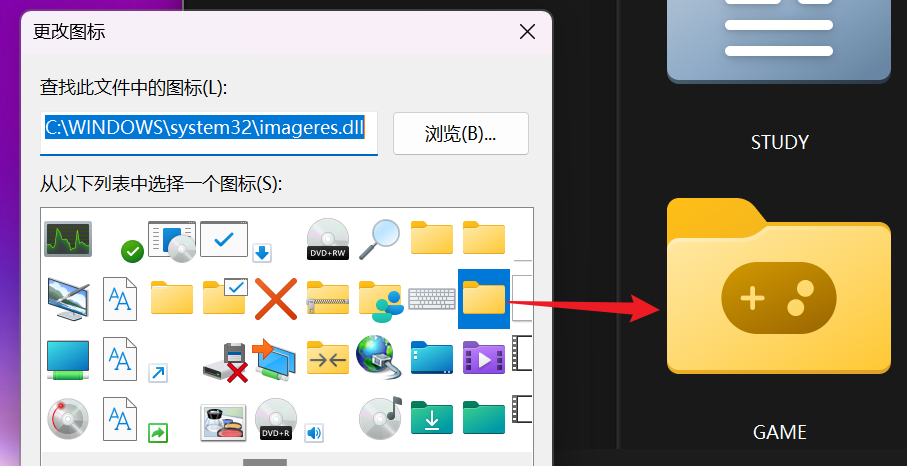 更改图标
查找此文件中的图标(L):
C:\WINDOWS\system32\imageres.dll
浏览(B)...
从以下列表中选择一个图标(S):
DVD+RW
DVD+R
STUDY
GAME